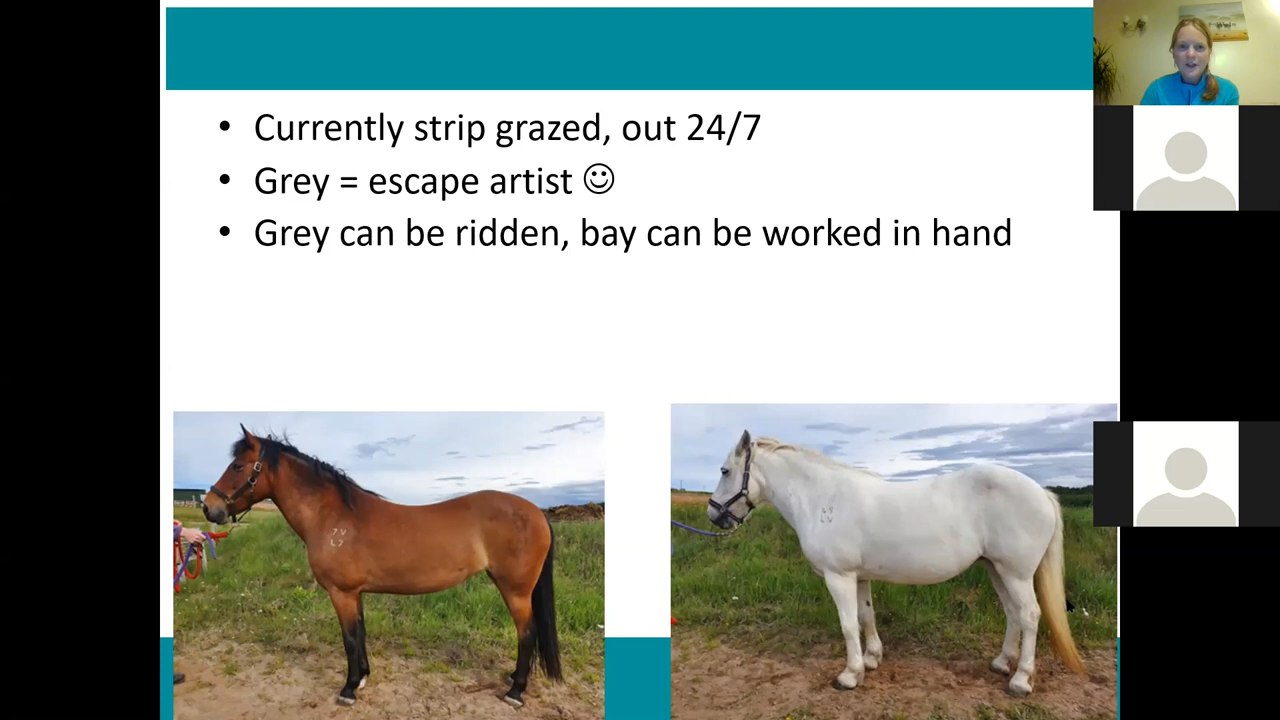 • Currently strip grazed, out 24/7
• Grey = escape artist ☺
• Grey can be ridden, bay can be worked in hand